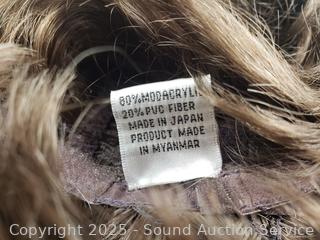 80% MODACRYLIC
20% PVC FIBER
MADE IN JAPAN
PRODUCT MADE
IN MYANMAR
Copyright 2025 - Sound Auction Service